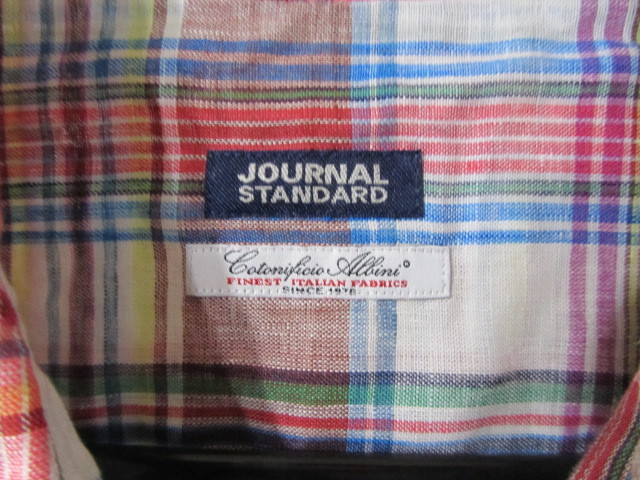 JOURNAL
STANDARD
Cotonificio Albini®
FINEST ITALIAN FABRICS
SINCE 1876